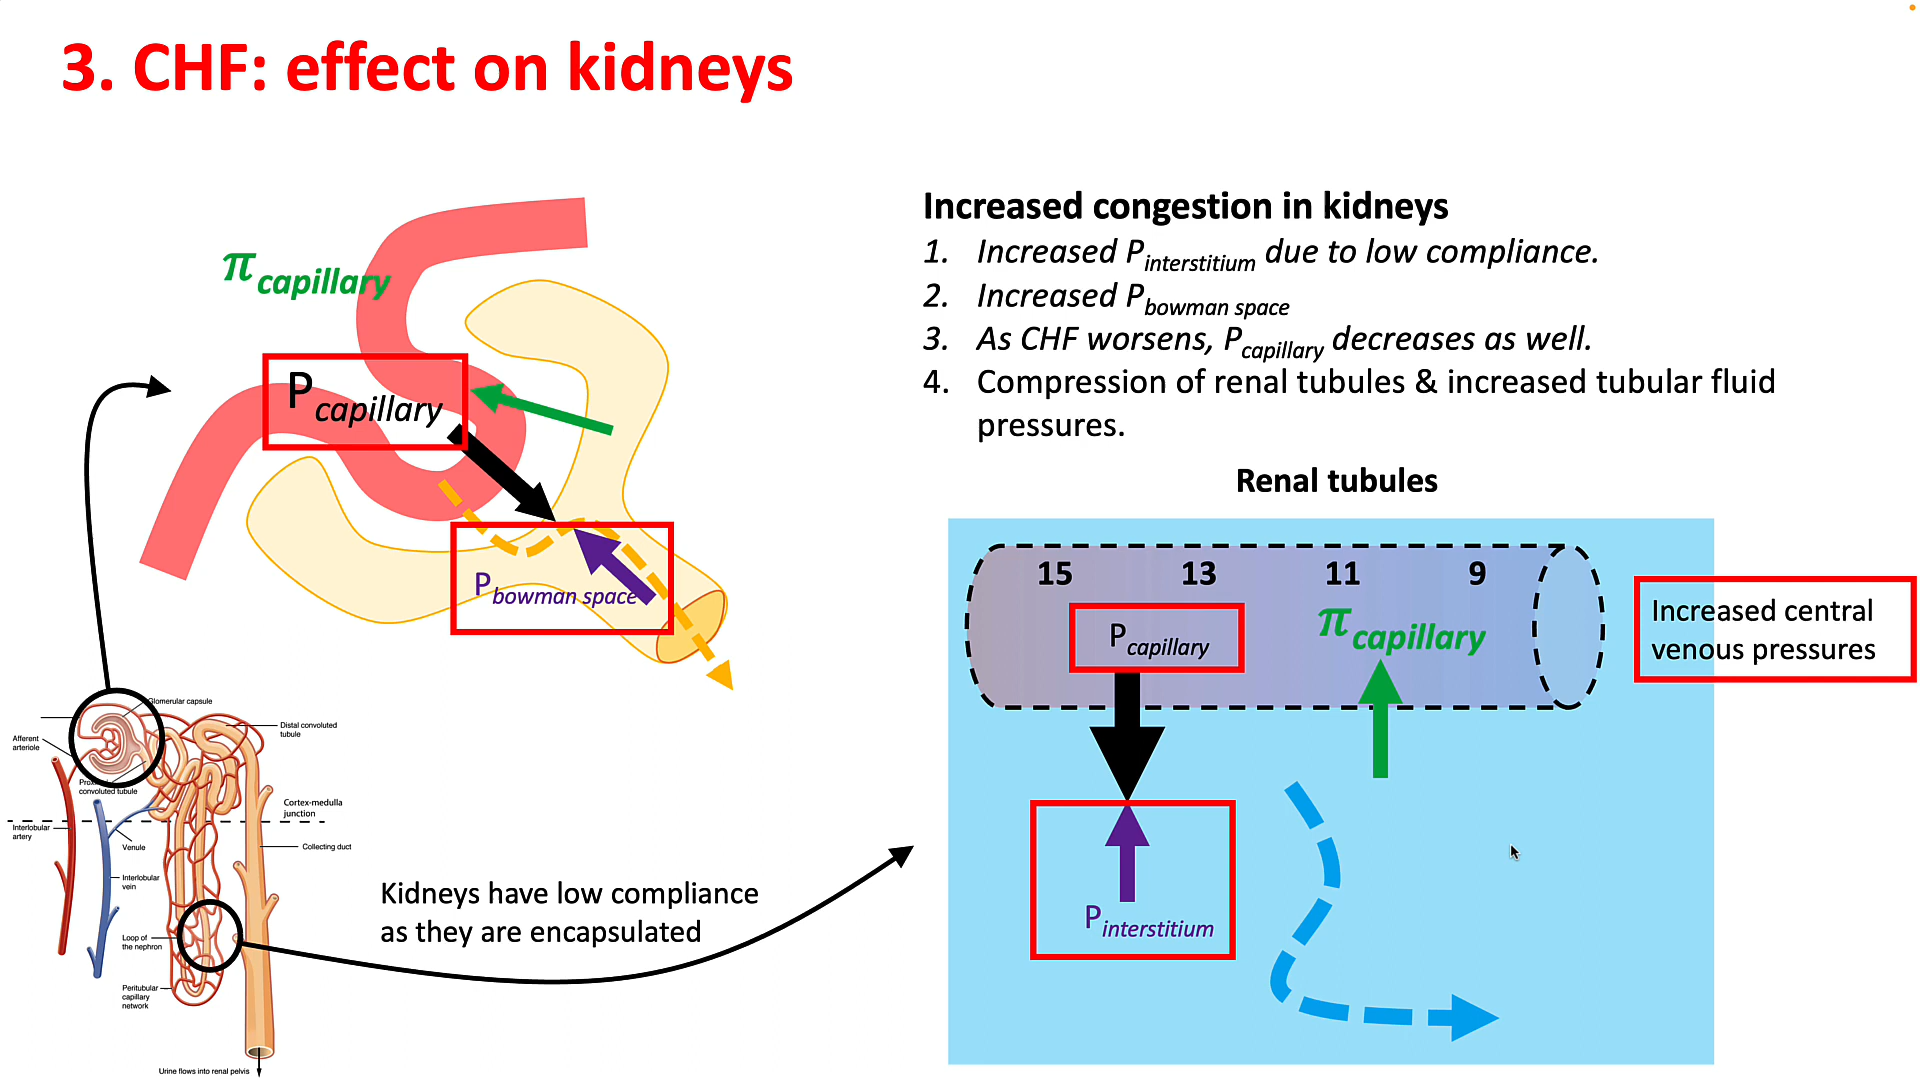 3. CHF: effect on kidneys
π capillary
P capillary
P bowman space
Increased congestion in kidneys
1. Increased P interstitium due to low compliance.
2. Increased P bowman space
3. As CHF worsens, P capillary decreases as well.
4. Compression of renal tubules & increased tubular fluid
pressures.
Renal tubules
15 13 11 9
P capillary
π capillary
P interstitium
Increased central
venous pressures
Glomerular capsule
Distal convoluted
tubule
Afferent
arteriole
convoluted tubule
Cortex-medulla
junction
Interlobular
artery
Venule
Collecting duct
Interlobular
vein
Loop of
the nephron
Peritubular
capillary
network
Urine flows into renal pelvis
Kidneys have low compliance
as they are encapsulated